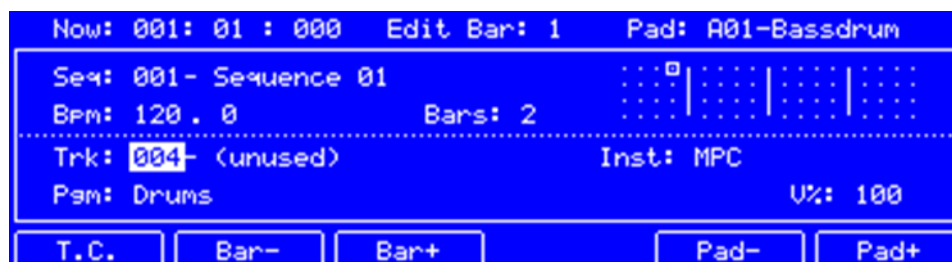 Now: 001: 01 : 000 Edit Bar: 1 Pad: A01-Bassdrum
Seq: 001- Sequence 01
Bpm: 120 . 0 Bars: 2
Trk: 004- (unused) Inst: MPC
Pgm: Drums V%: 100
T.C. Bar- Bar+ Pad- Pad+